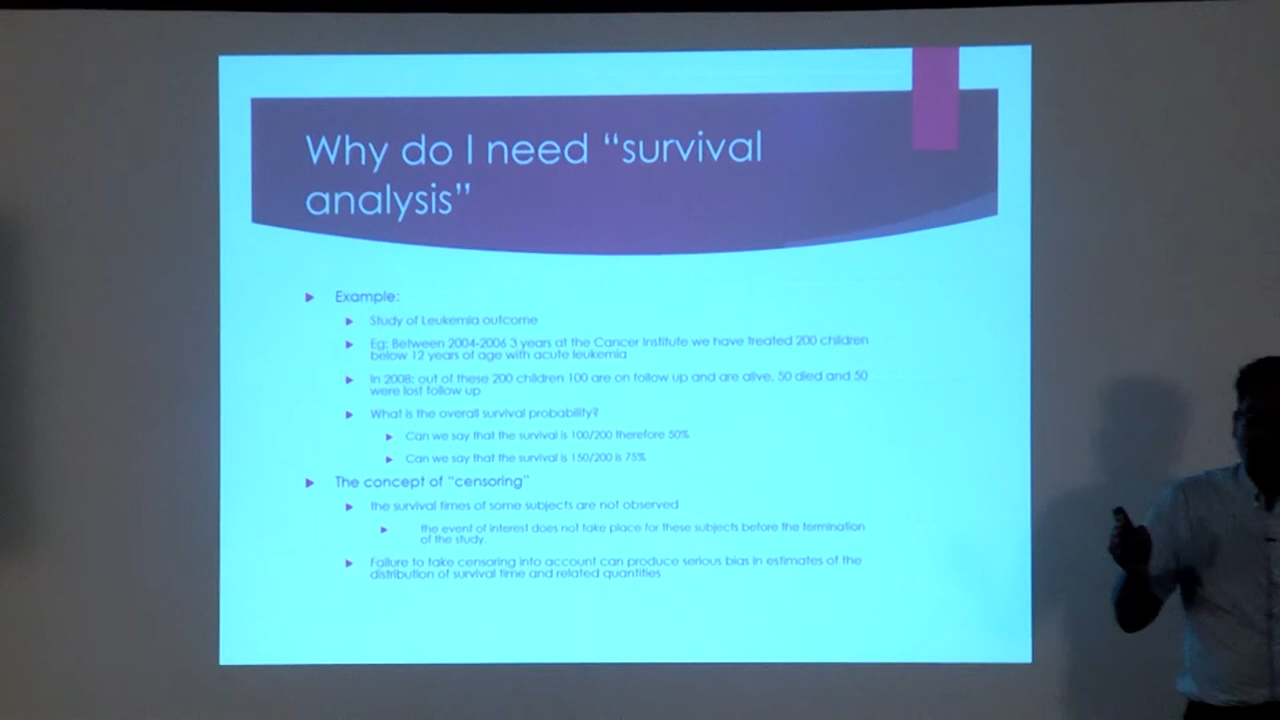 Why do I need “survival
analysis”
Example:
Study of Leukemia outcome
Eg: Between 2004-2006 3 years at the Cancer Institute we have treated 200 children
below 12 years of age with acute leukemia
In 2008: out of these 200 children 100 are on follow up and are alive, 50 died and 50
were lost follow up
What is the overall survival probability?
Can we say that the survival is 100/200 therefore 50%
Can we say that the survival is 150/200 is 75%
The concept of “censoring”
the survival times of some subjects are not observed
the event of interest does not take place for these subjects before the termination
of the study.
Failure to take censoring into account can produce serious bias in estimates of the
distribution of survival time and related quantities